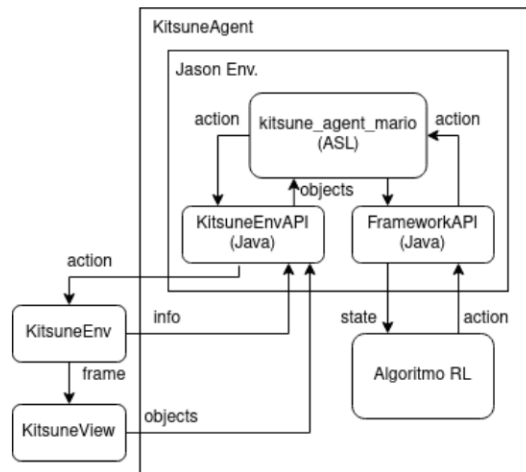 KitsuneAgent
Jason Env.
action
kitsune_agent_mario
(ASL)
action
objects
KitsuneEnvAPI
(Java)
FrameworkAPI
(Java)
action
KitsuneEnv
info
state
action
Algoritmo RL
frame
KitsuneView
objects